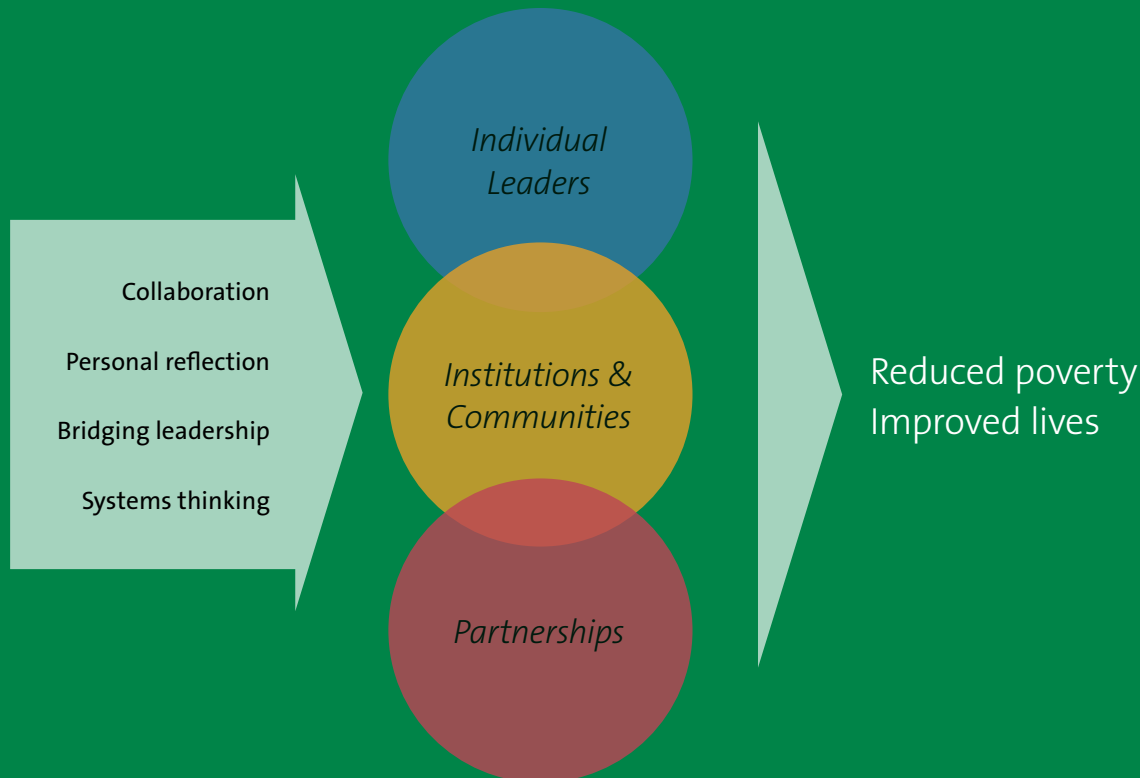 Collaboration
Personal reflection
Bridging leadership
Systems thinking
Individual
Leaders
Institutions &
Communities
Partnerships
Reduced poverty
Improved lives